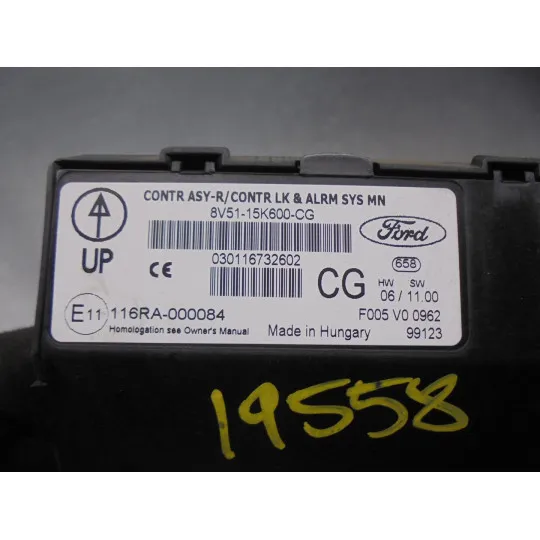 CONTR ASY-R/CONTR LK & ALRM SYS MN
8V51-15K600-CG
Ford
UP
CE
030116732602
CG
658
HW SW
06 / 11.00
E11 116RA-000084
F005 V0 0962
Homologation see Owner's Manual
Made in Hungary
99123
19558